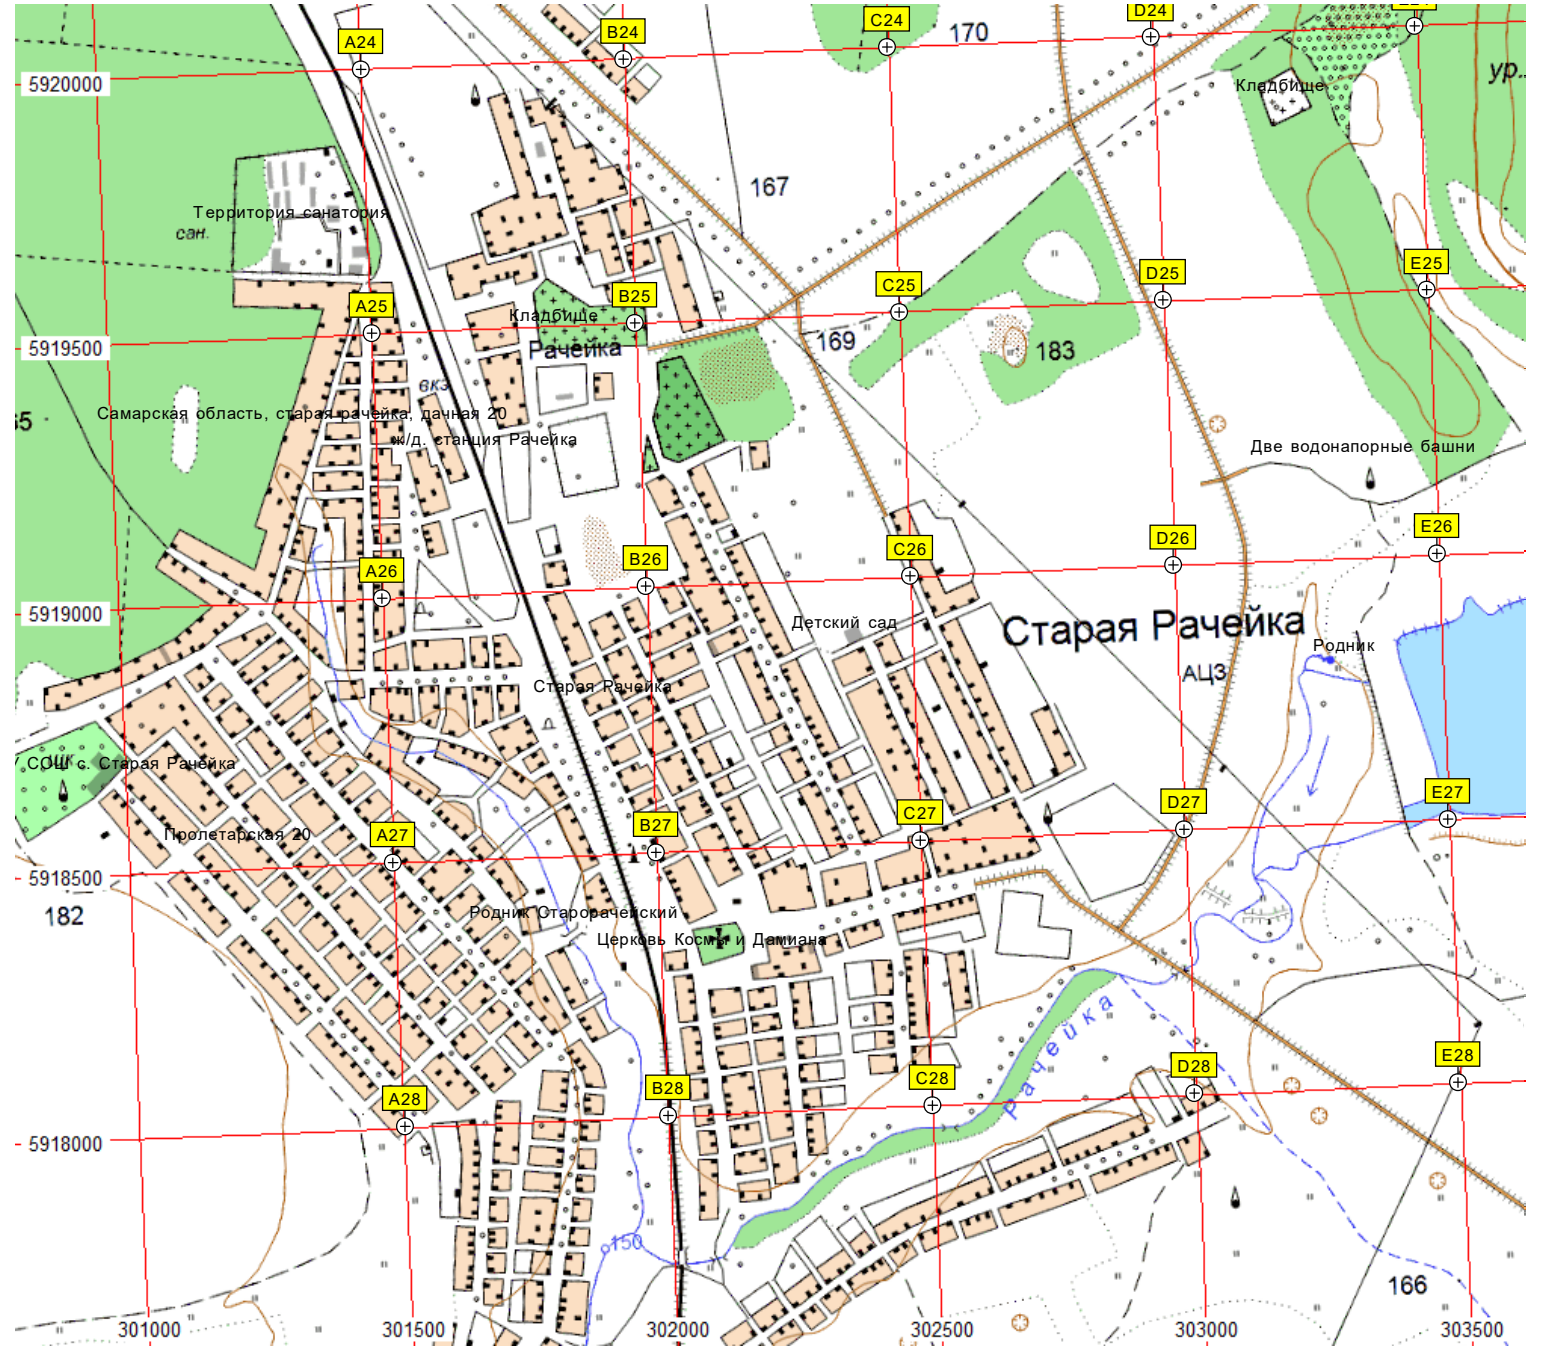 C24
D24
170
A24
B24
5920000
Кладбище
ур.
167
Территория санатория
сан.
A25
B25
C25
D25
E25
Кладбище
5919500
Рачейка
169
183
вкз
Самарская область, старая рачейка, дачная 20
ж/д. станция Рачейка
Две водонапорные башни
A26
B26
C26
D26
E26
5919000
Детский сад
Старая Рачейка
Родник
АЦЗ
Старая Рачейка
СОШ с. Старая Рачейка
Пролетарская 20
A27
B27
C27
D27
E27
5918500
182
Родник Старорачейский
Церковь Космы и Дамиана
Рачейка
A28
B28
C28
D28
E28
5918000
150
166
301000
301500
302000
302500
303000
303500